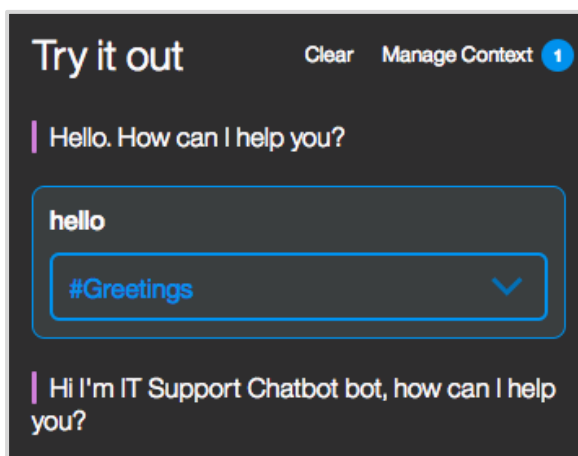 Try it out Clear Manage Context 1
Hello. How can I help you?
hello
#Greetings
Hi I'm IT Support Chatbot bot, how can I help
you?